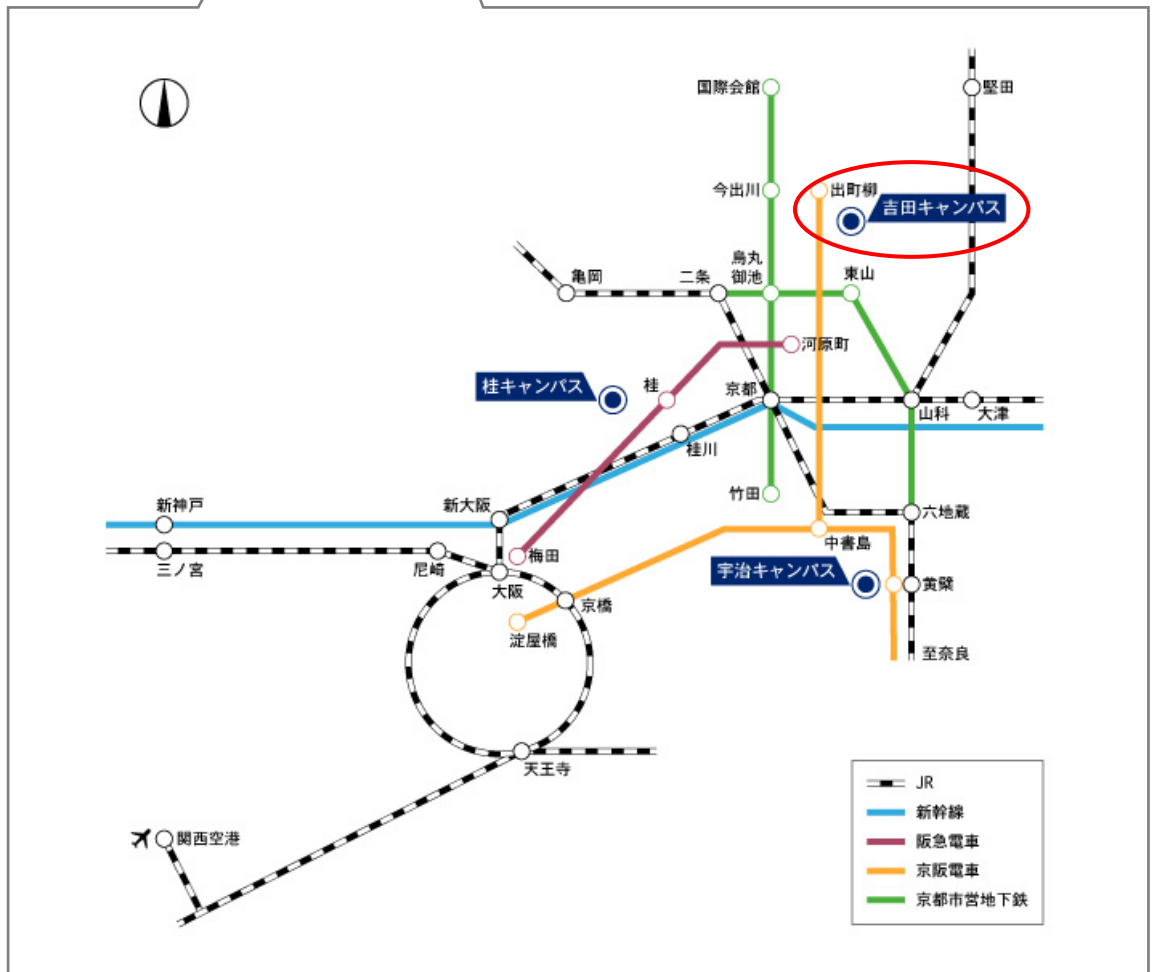 国際会館
堅田
今出川
出町柳
吉田キャンパス
烏丸
御池
亀岡
二条
東山
河原町
桂キャンパス
桂
京都
山科
大津
桂川
竹田
新神戸
新大阪
六地蔵
三ノ宮
尼崎
梅田
中書島
大阪
宇治キャンパス
黄檗
京橋
淀屋橋
至奈良
天王寺
関西空港
JR
新幹線
阪急電車
京阪電車
京都市営地下鉄